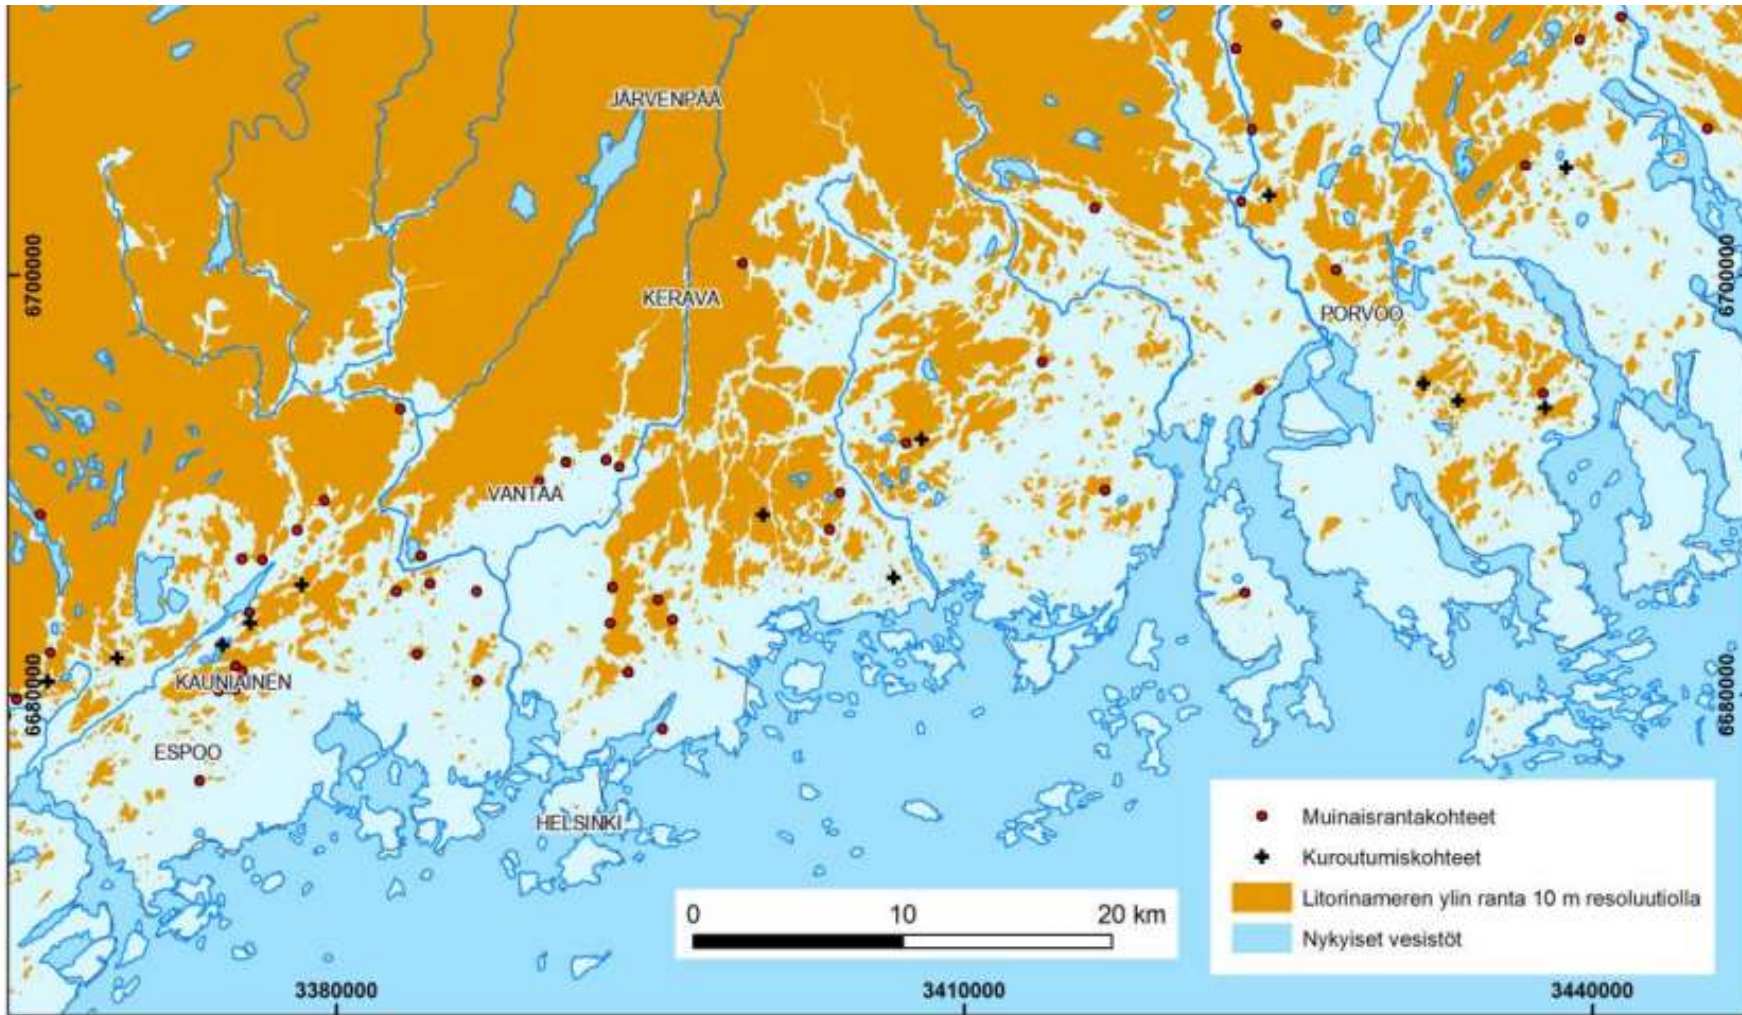 JÄRVENPÄÄ
6700000
6700000
KERAVA
PORVOO
VANTAA
KAUNIAINEN
6680000
6680000
ESPOO
HELSINKI
Muinaisrantakohteet
Kuroutumiskohteet
Litorinameren ylin ranta 10 m resoluutiolla
Nykyiset vesistöt
0 10 20 km
3380000 3410000 3440000